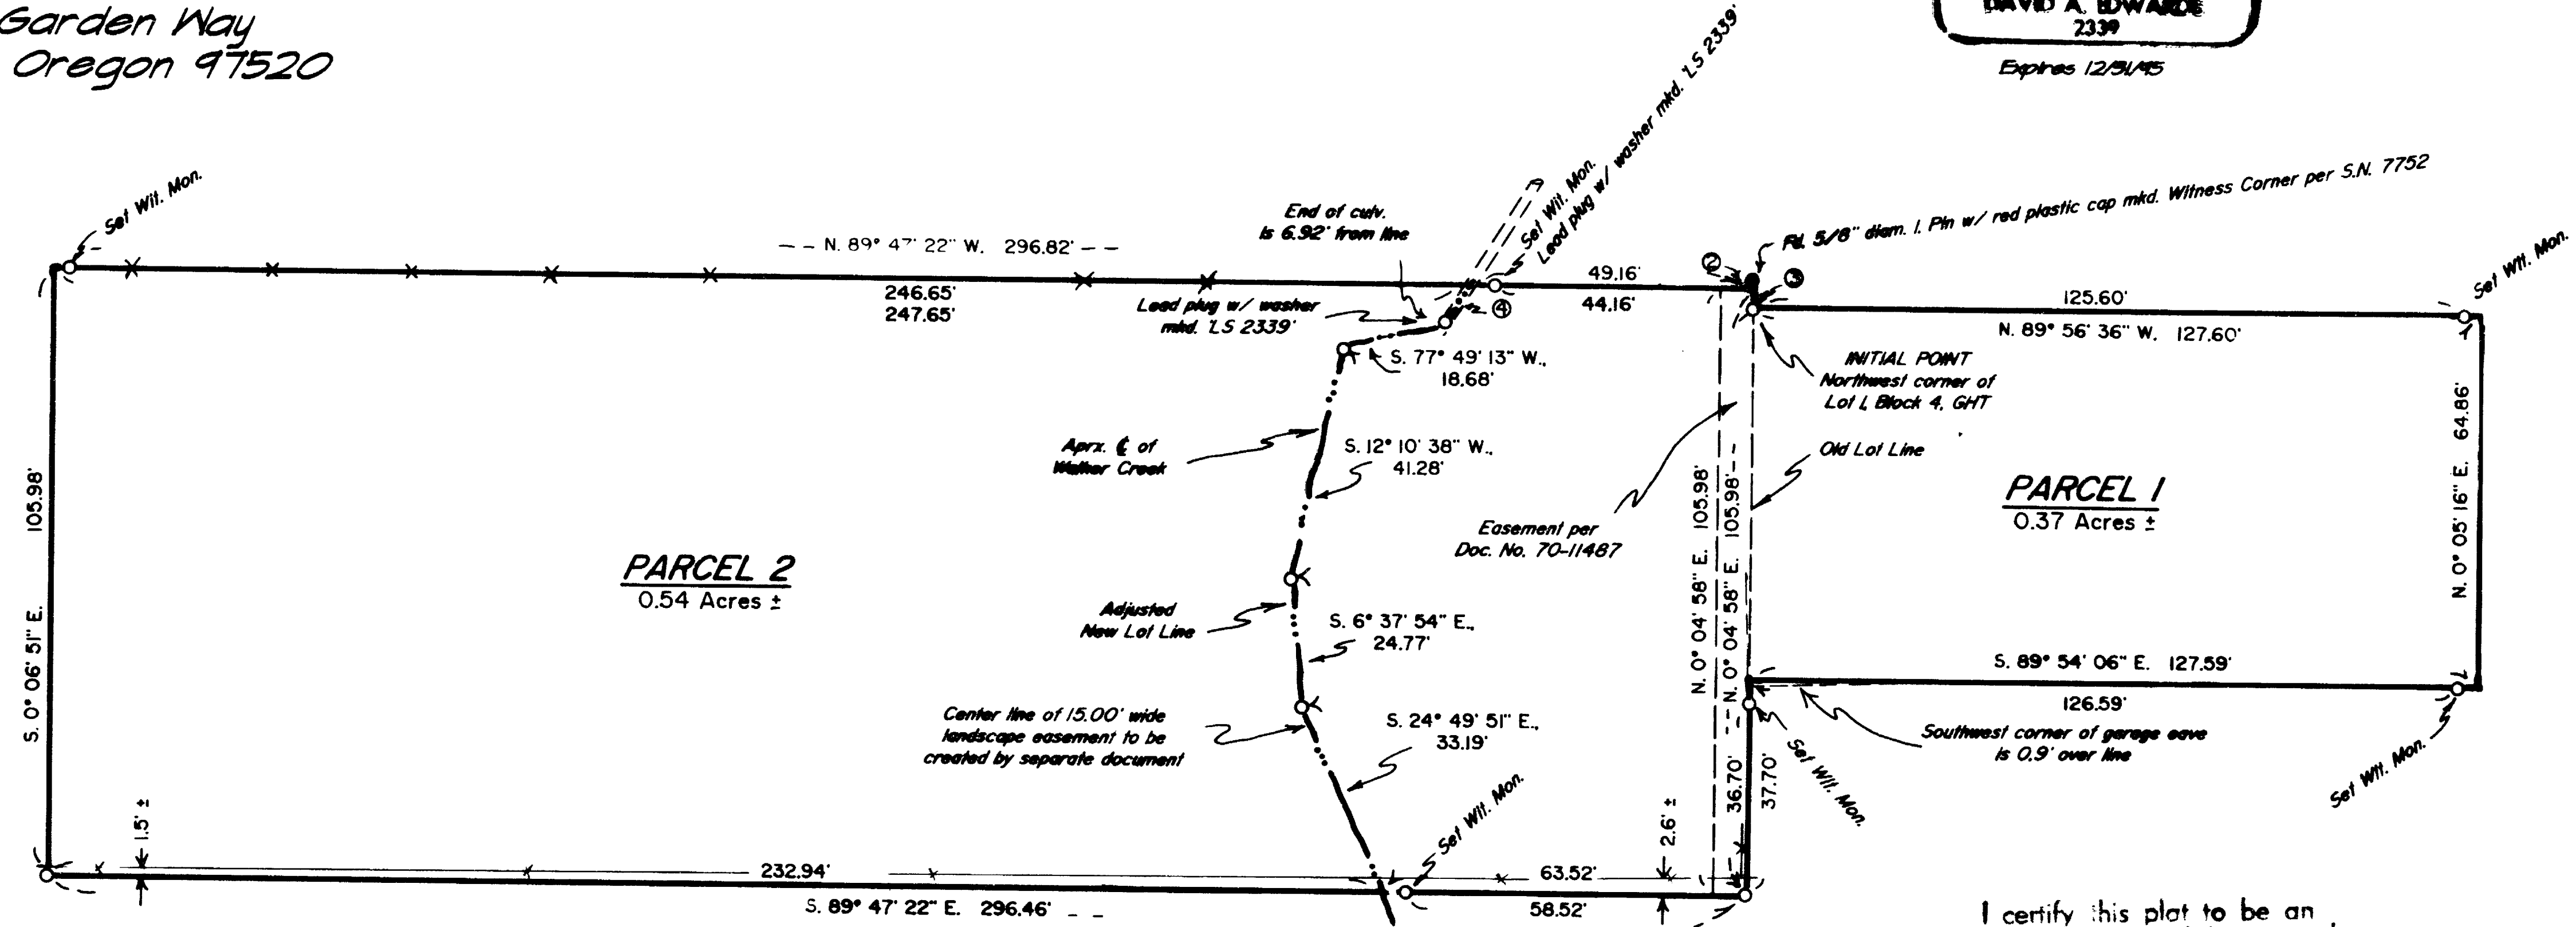 Garden Way
Oregon 97520
DAVID A. EDWARDS
2339
Expires 12/31/95
Set Wit. Mon.
N. 89° 47' 22" W. 296.82'
246.65'
247.65'
End of culv.
is 6.92' from line
Lead plug w/ washer
mkd. 'LS 2339'
Set Wit. Mon.
Lead plug w/ washer mkd. 'LS 2339'
49.16'
44.16'
2
3
4
Fd. 5/8" diam. I. Pin w/ red plastic cap mkd. Witness Corner per S.N. 7752
Set Wit. Mon.
125.60'
N. 89° 56' 36" W. 127.60'
INITIAL POINT
Northwest corner of
Lot 1, Block 4, GHT
Old Lot Line
S. 77° 49' 13" W.,
18.68'
Aprx. ℄ of
Wather Creek
S. 12° 10' 38" W.,
41.28'
Easement per
Doc. No. 70-11487
N. 0° 04' 58" E. 105.98'
N. 0° 04' 58" E. 105.98'
PARCEL 1
0.37 Acres ±
N. 0° 05' 16" E. 64.86'
PARCEL 2
0.54 Acres ±
S. 0° 06' 51" E. 105.98'
Adjusted
New Lot Line
S. 6° 37' 54" E.,
24.77'
S. 89° 54' 06" E. 127.59'
126.59'
Southwest corner of garage eave
is 0.9' over line
Set Wit. Mon.
Set Wit. Mon.
Center line of 15.00' wide
landscape easement to be
created by separate document
S. 24° 49' 51" E.,
33.19'
Set Wit. Mon.
36.70'
37.70'
1.5' ±
2.6' ±
232.94'
63.52'
S. 89° 47' 22" E. 296.46'
58.52'
I certify this plat to be an